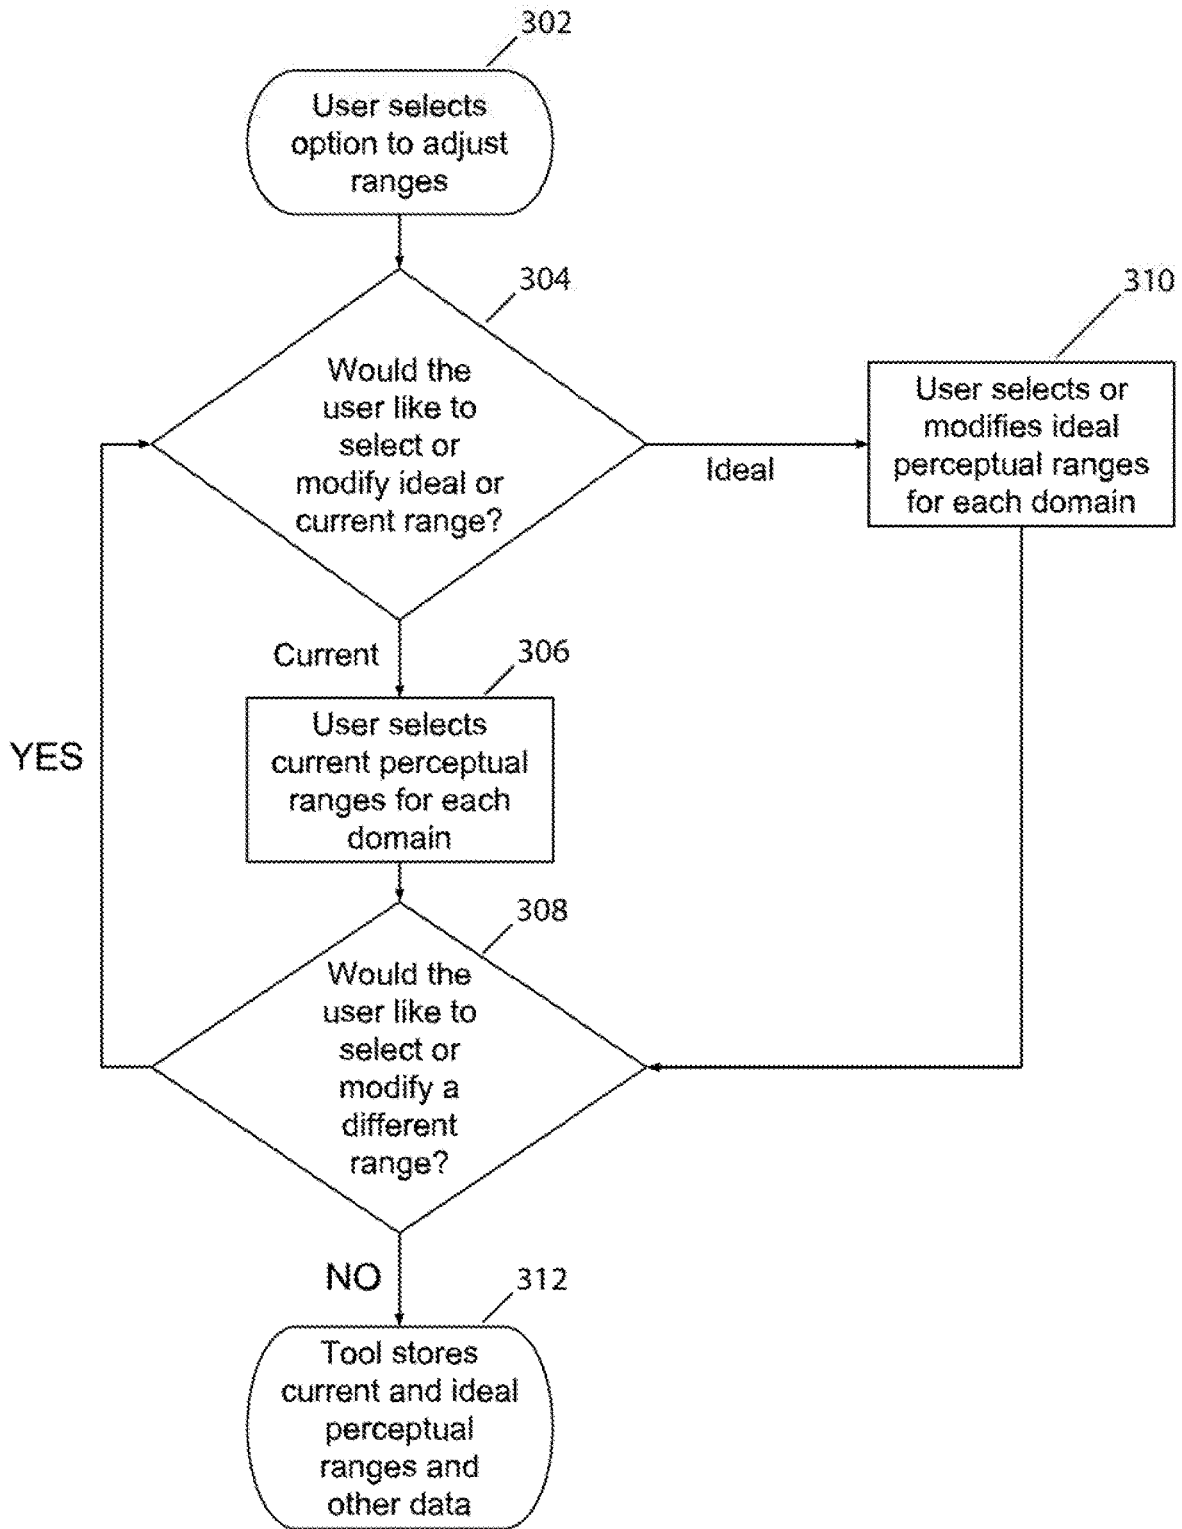 302
User selects
option to adjust
ranges
304
Would the
user like to
select or
modify ideal or
current range?
Ideal
310
User selects or
modifies ideal
perceptual ranges
for each domain
Current
306
User selects
current perceptual
ranges for each
domain
YES
308
Would the
user like to
select or
modify a
different
range?
NO
312
Tool stores
current and ideal
perceptual
ranges and
other data